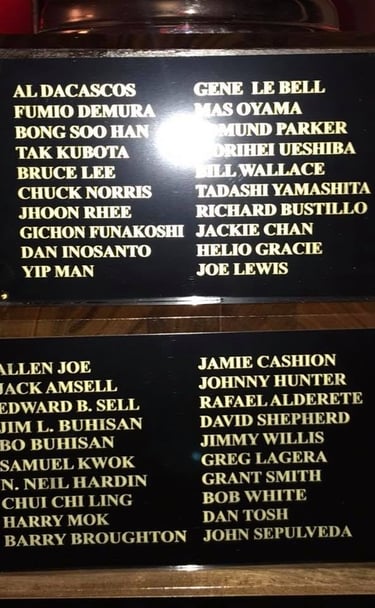 AL DACASCOS
FUMIO DEMURA
BONG SOO HAN
TAK KUBOTA
BRUCE LEE
CHUCK NORRIS
JHOON RHEE
GICHON FUNAKOSHI
DAN INOSANTO
YIP MAN
GENE LE BELL
MAS OYAMA
EDMUND PARKER
MORIHEI UESHIBA
BILL WALLACE
TADASHI YAMASHITA
RICHARD BUSTILLO
JACKIE CHAN
HELIO GRACIE
JOE LEWIS
ALLEN JOE
JACK AMSELL
EDWARD B. SELL
JIM L. BUHISAN
BO BUHISAN
SAMUEL KWOK
N. NEIL HARDIN
CHUI CHI LING
HARRY MOK
BARRY BROUGHTON
JAMIE CASHION
JOHNNY HUNTER
RAFAEL ALDERETE
DAVID SHEPHERD
JIMMY WILLIS
GREG LAGERA
GRANT SMITH
BOB WHITE
DAN TOSH
JOHN SEPULVEDA